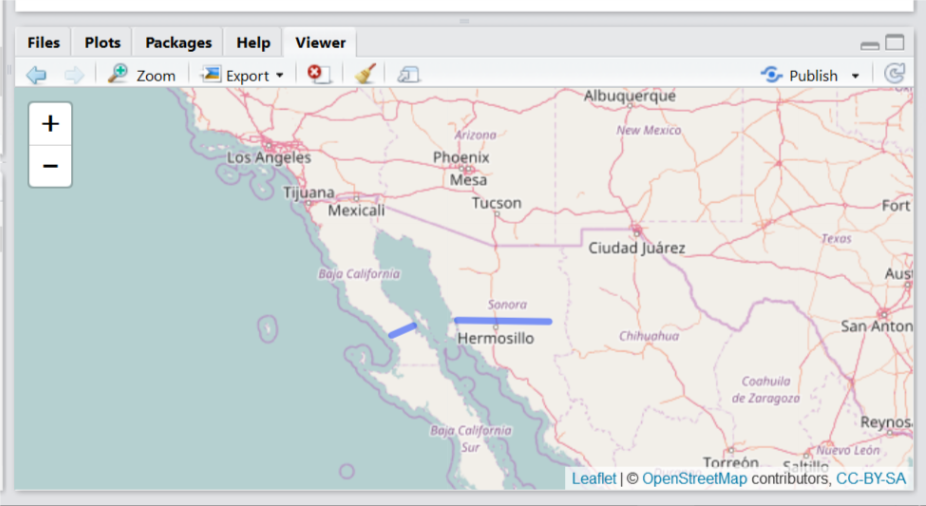 Files Plots Packages Help Viewer
Zoom Export Publish
+
−
Albuquerque
Arizona
New Mexico
Los Angeles
Phoenix
Mesa
Tijuana
Mexicali
Tucson
Fort
Ciudad Juárez
Texas
Baja California
Aus
Sonora
San Anton
Hermosillo
Chihuahua
Coahuila
de Zaragoza
Reynos
Baja California
Sur
Nuevo León
Torreón
Saltillo
Leaflet | © OpenStreetMap contributors, CC-BY-SA